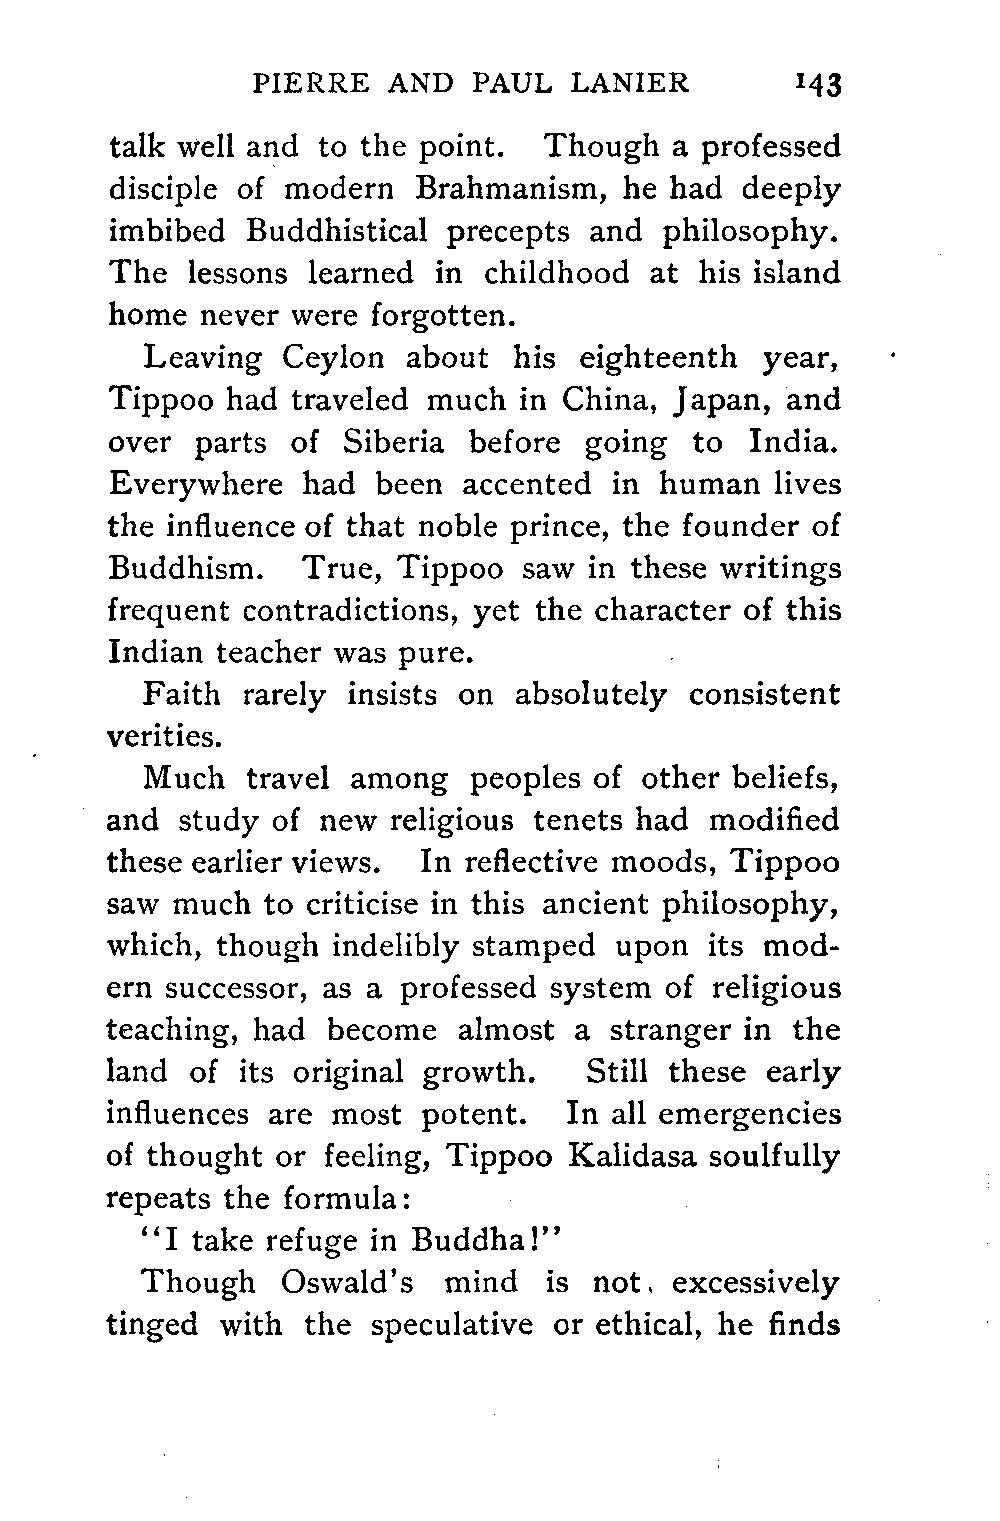 PIERRE AND PAUL LANIER 143
talk well and to the point. Though a professed
disciple of modern Brahmanism, he had deeply
imbibed Buddhistical precepts and philosophy.
The lessons learned in childhood at his island
home never were forgotten.
Leaving Ceylon about his eighteenth year,
Tippoo had traveled much in China, Japan, and
over parts of Siberia before going to India.
Everywhere had been accented in human lives
the influence of that noble prince, the founder of
Buddhism. True, Tippoo saw in these writings
frequent contradictions, yet the character of this
Indian teacher was pure.
Faith rarely insists on absolutely consistent
verities.
Much travel among peoples of other beliefs,
and study of new religious tenets had modified
these earlier views. In reflective moods, Tippoo
saw much to criticise in this ancient philosophy,
which, though indelibly stamped upon its mod-
ern successor, as a professed system of religious
teaching, had become almost a stranger in the
land of its original growth. Still these early
influences are most potent. In all emergencies
of thought or feeling, Tippoo Kalidasa soulfully
repeats the formula:
"I take refuge in Buddha!"
Though Oswald's mind is not excessively
tinged with the speculative or ethical, he finds